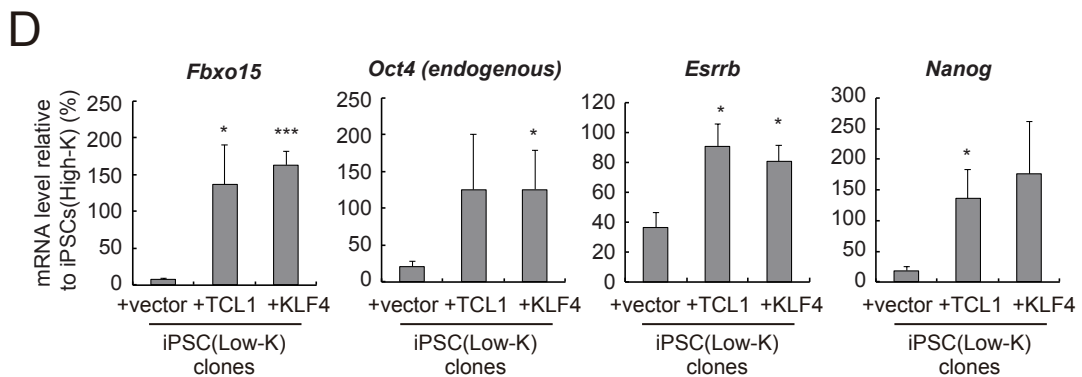 D
Fbxo15
Oct4 (endogenous)
Esrrb
Nanog
mRNA level relative
to iPSCs(High-K) (%)
250
200
150
100
50
0
*
***
+vector +TCL1 +KLF4
iPSC(Low-K)
clones
250
200
150
100
50
0
*
+vector +TCL1 +KLF4
iPSC(Low-K)
clones
120
100
80
60
40
20
0
*
*
+vector +TCL1 +KLF4
iPSC(Low-K)
clones
300
250
200
150
100
50
0
*
+vector +TCL1 +KLF4
iPSC(Low-K)
clones